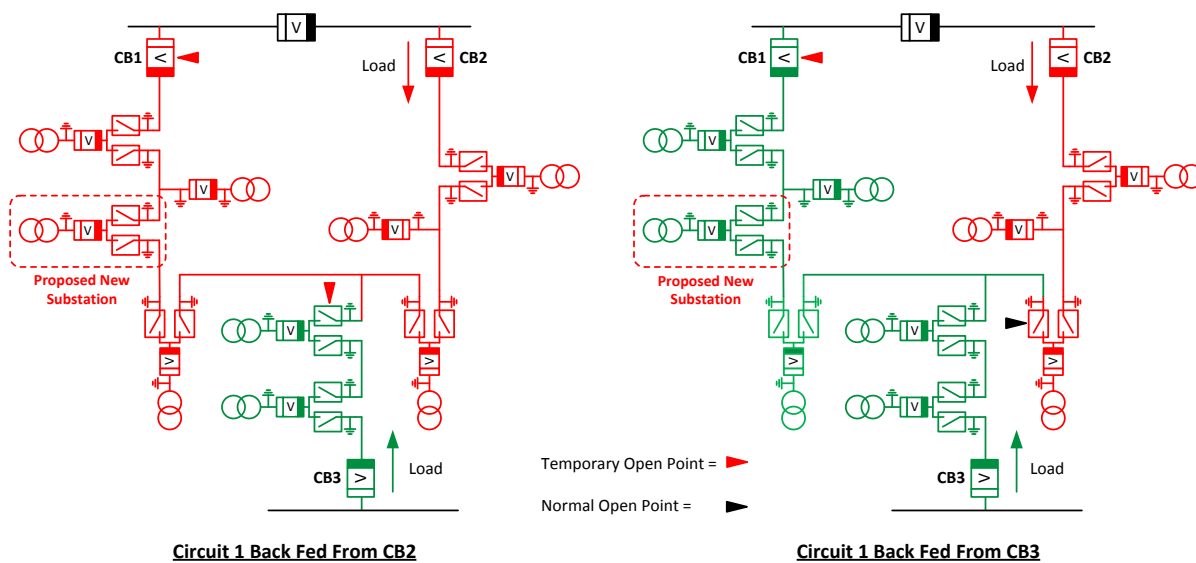 V
V
CB1
V
Load
V
CB2
CB1
V
Load
V
CB2
V
V
V
V
V
V
V
V
V
V
Proposed New
Substation
Proposed New
Substation
V
V
V
V
V
V
V
V
CB3
V
Load
CB3
V
Load
Temporary Open Point =
Normal Open Point =
Circuit 1 Back Fed From CB2
Circuit 1 Back Fed From CB3